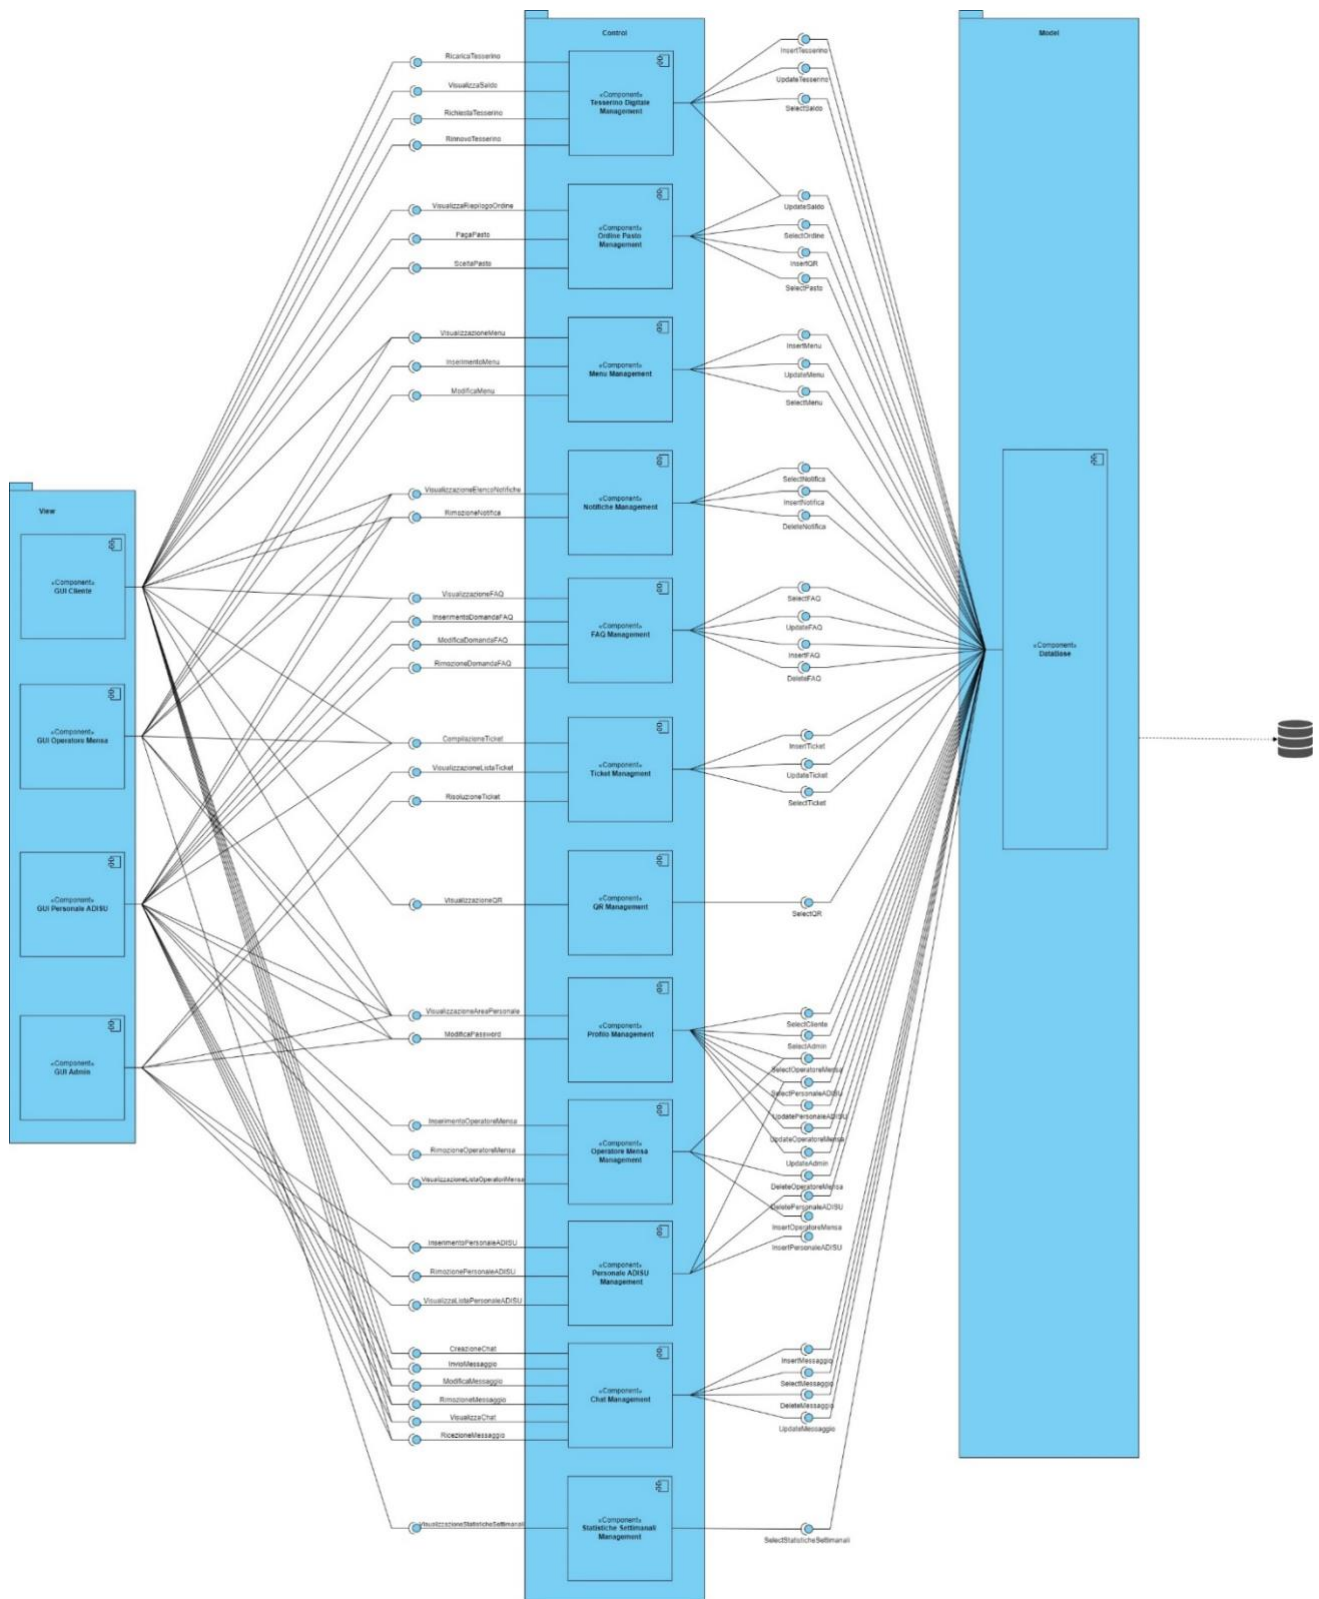 Control
Model
RicaricaTesserino
VisualizzaSaldo
RichiestaTesserino
RinnovoTesserino
«Component»
Tesserino Digitale
Management
InsertTesserino
UpdateTesserino
SelectSaldo
VisualizzaRiepilogoOrdine
PagaPasto
SceltaPasto
«Component»
Ordine Pasto
Management
UpdateSaldo
SelectOrdine
InsertQR
SelectPasto
VisualizzazioneMenu
InserimentoMenu
ModificaMenu
«Component»
Menu Management
InsertMenu
UpdateMenu
SelectMenu
VisualizzazioneElencoNotifiche
RimozioneNotifica
«Component»
Notifiche Management
SelectNotifica
InsertNotifica
DeleteNotifica
View
«Component»
GUI Cliente
«Component»
GUI Operatore Mensa
«Component»
GUI Personale ADISU
«Component»
GUI Admin
VisualizzazioneFAQ
InserimentoDomandaFAQ
ModificaDomandaFAQ
RimozioneDomandaFAQ
«Component»
FAQ Management
SelectFAQ
UpdateFAQ
InsertFAQ
DeleteFAQ
«Component»
DataBase
CompilazioneTicket
VisualizzazioneListaTicket
RisoluzioneTicket
«Component»
Ticket Managment
InsertTicket
UpdateTicket
SelectTicket
VisualizzazioneQR
«Component»
QR Management
SelectQR
VisualizzazioneAreaPersonale
ModificaPassword
«Component»
Profilo Management
SelectCliente
SelectAdmin
SelectOperatoreMensa
SelectPersonaleADISU
UpdatePersonaleADISU
UpdateOperatoreMensa
UpdateAdmin
DeleteOperatoreMensa
DeletePersonaleADISU
InsertOperatoreMensa
InsertPersonaleADISU
InserimentoOperatoreMensa
RimozioneOperatoreMensa
VisualizzazioneListaOperatoriMensa
«Component»
Operatore Mensa
Management
InserimentoPersonaleADISU
RimozionePersonaleADISU
VisualizzaListaPersonaleADISU
«Component»
Personale ADISU
Management
CreazioneChat
InvioMessaggio
ModificaMessaggio
RimozioneMessaggio
VisualizzaChat
RicezioneMessaggio
«Component»
Chat Management
InsertMessaggio
SelectMessaggio
DeleteMessaggio
UpdateMessaggio
VisualizzazioneStatisticheSettimanali
«Component»
Statistiche Settimanali
Management
SelectStatisticheSettimanali